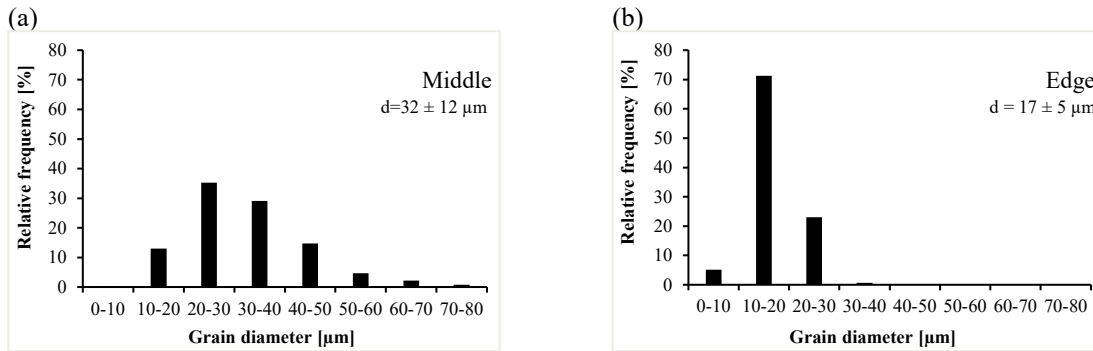 (a)
80
70
60
50
40
30
20
10
0
Relative frequency [%]
Middle
d=32 ± 12 µm
0-10 10-20 20-30 30-40 40-50 50-60 60-70 70-80
Grain diameter [µm]
(b)
80
70
60
50
40
30
20
10
0
Relative frequency [%]
Edge
d = 17 ± 5 µm
0-10 10-20 20-30 30-40 40-50 50-60 60-70 70-80
Grain diameter [µm]